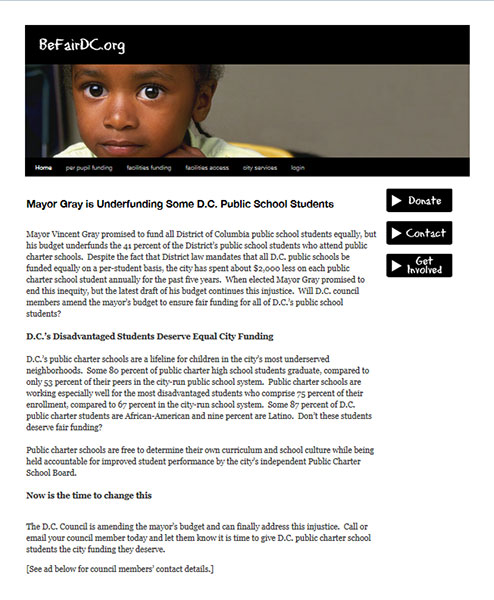 BeFairDC.org
Home per pupil funding facilities funding facilities access city services login
Mayor Gray is Underfunding Some D.C. Public School Students
Donate
Contact
Get
Involved
Mayor Vincent Gray promised to fund all District of Columbia public school students equally, but
his budget underfunds the 41 percent of the District's public school students who attend public
charter schools. Despite the fact that District law mandates that all D.C. public schools be
funded equally on a per-student basis, the city has spent about $2,000 less on each public
charter school student annually for the past five years. When elected Mayor Gray promised to
end this inequity, but the latest draft of his budget continues this injustice. Will D.C. council
members amend the mayor's budget to ensure fair funding for all of D.C.'s public school
students?
D.C.'s Disadvantaged Students Deserve Equal City Funding
D.C.'s public charter schools are a lifeline for children in the city's most underserved
neighborhoods. Some 80 percent of public charter high school students graduate, compared to
only 53 percent of their peers in the city-run public school system. Public charter schools are
working especially well for the most disadvantaged students who comprise 75 percent of their
enrollment, compared to 67 percent in the city-run school system. Some 87 percent of D.C.
public charter students are African-American and nine percent are Latino. Don't these students
deserve fair funding?
Public charter schools are free to determine their own curriculum and school culture while being
held accountable for improved student performance by the city's independent Public Charter
School Board.
Now is the time to change this
The D.C. Council is amending the mayor's budget and can finally address this injustice. Call or
email your council member today and let them know it is time to give D.C. public charter school
students the city funding they deserve.
[See ad below for council members' contact details.]